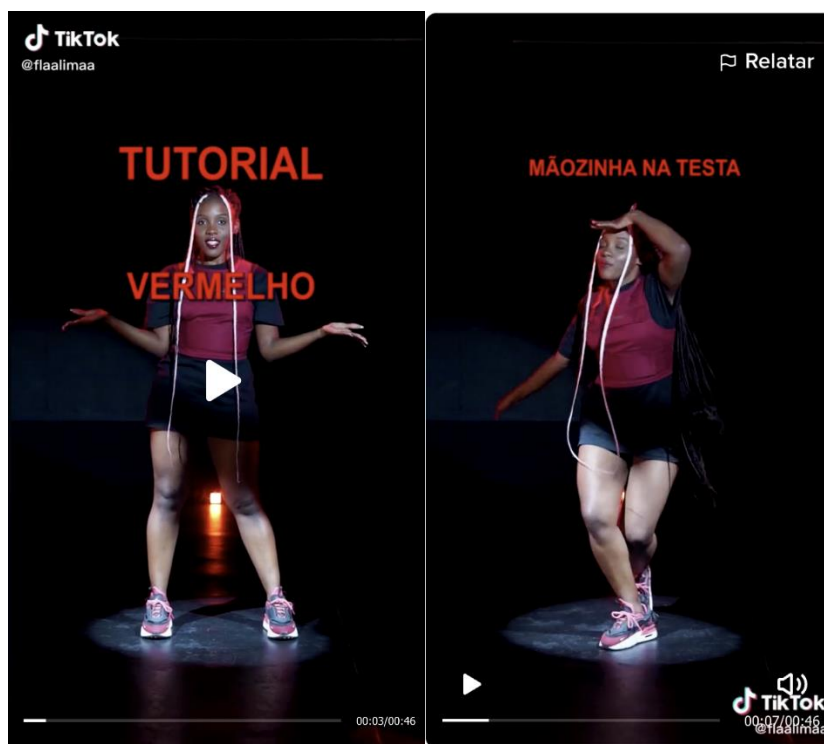 TikTok
@flaalimaa
TUTORIAL
VERMELHO
00:03/00:46
Relatar
MÃOZINHA NA TESTA
TikTok
00:07/00:46
@flaalimaa